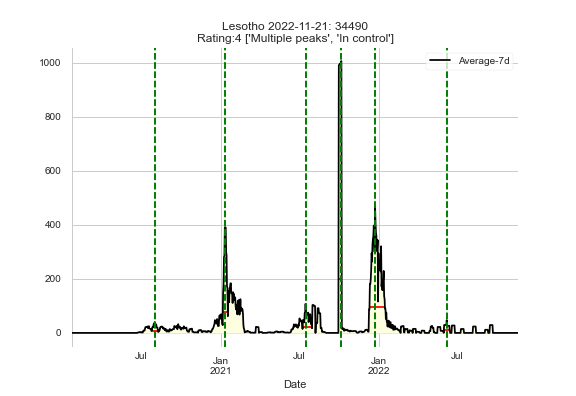 Lesotho 2022-11-21: 34490
Rating:4 ['Multiple peaks', 'In control']
Average-7d
1000
800
600
400
200
0
Jul
Jan
2021
Jul
Jan
2022
Jul
Date